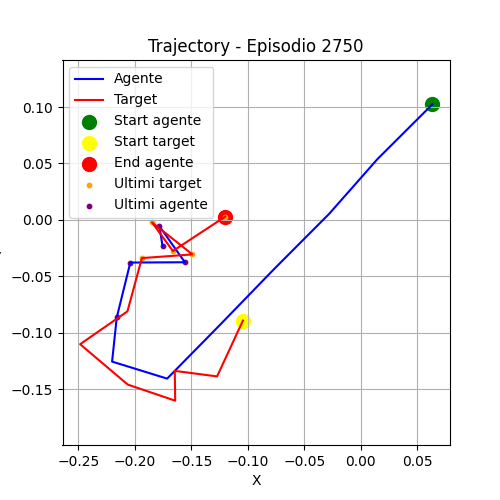 Trajectory - Episodio 2750
Agente
Target
Start agente
Start target
End agente
Ultimi target
Ultimi agente
0.10
0.05
0.00
−0.05
−0.10
−0.15
−0.25
−0.20
−0.15
−0.10
−0.05
0.00
0.05
X